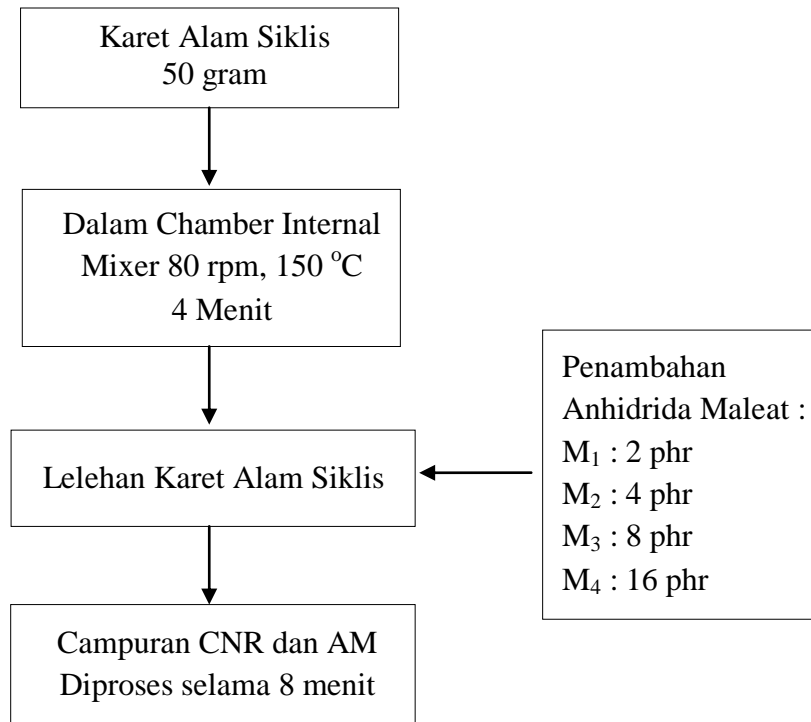 Karet Alam Siklis
50 gram
Dalam Chamber Internal
Mixer 80 rpm, 150 °C
4 Menit
Lelehan Karet Alam Siklis
Penambahan
Anhidrida Maleat :
M₁ : 2 phr
M₂ : 4 phr
M₃ : 8 phr
M₄ : 16 phr
Campuran CNR dan AM
Diproses selama 8 menit